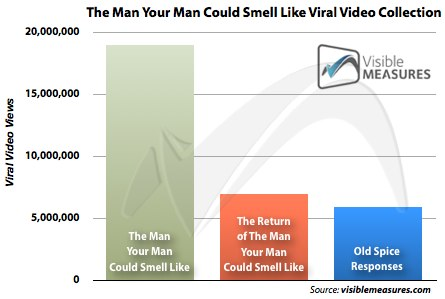 The Man Your Man Could Smell Like Viral Video Collection
20,000,000
Visible
MEASURES
15,000,000
Viral Video Views
10,000,000
5,000,000
0
The Man
Your Man
Could Smell Like
The Return
of The Man
Your Man
Could Smell Like
Old Spice
Responses
Source: visiblemeasures.com